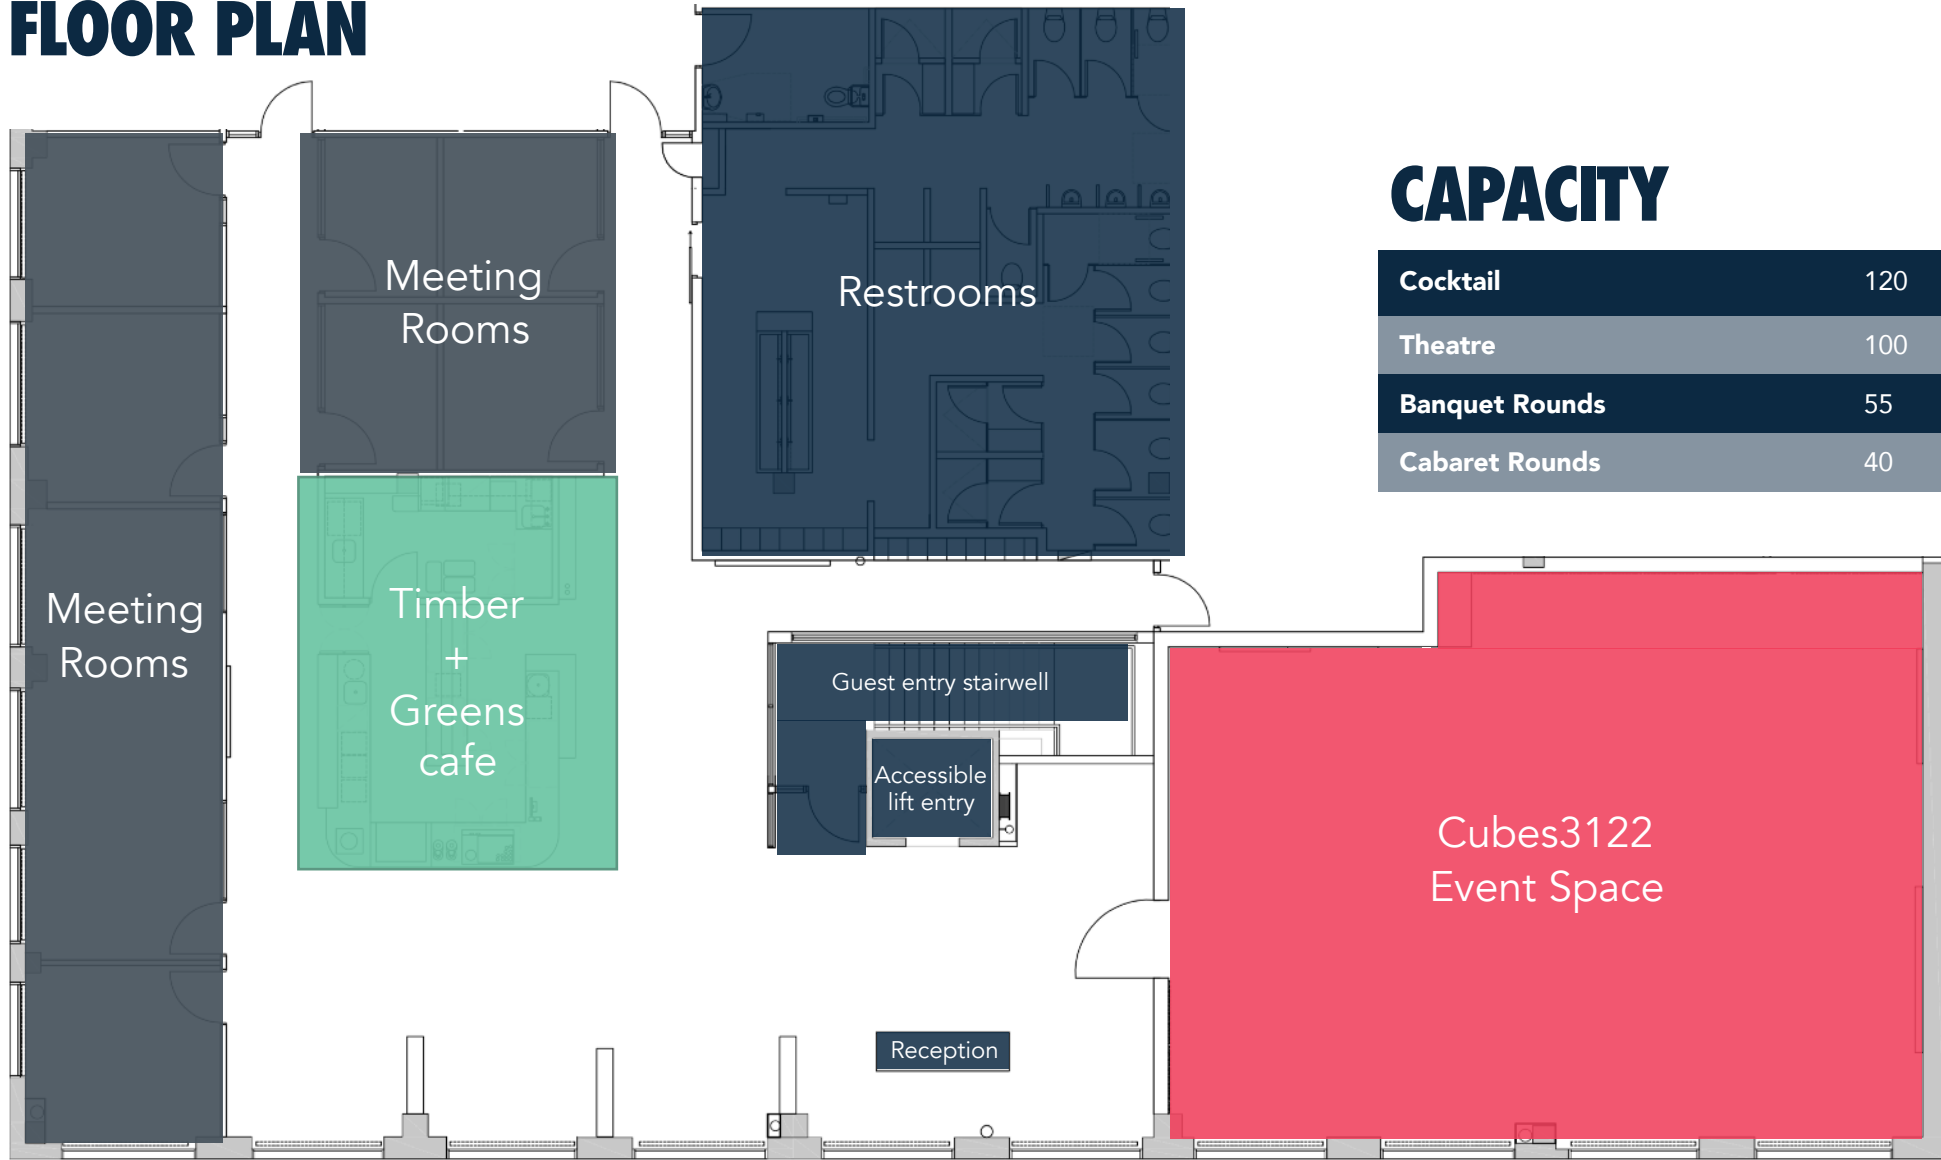 FLOOR PLAN
CAPACITY
Cocktail 120
Theatre 100
Banquet Rounds 55
Cabaret Rounds 40
Meeting
Rooms
Restrooms
Meeting
Rooms
Timber
+
Greens
cafe
Guest entry stairwell
Accessible
lift entry
Cubes3122
Event Space
Reception